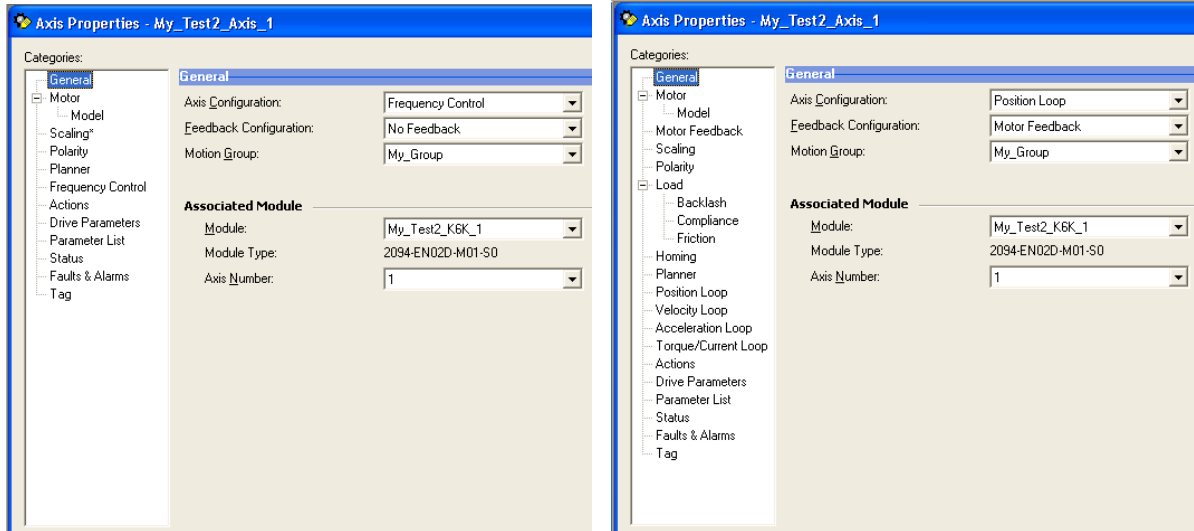 Axis Properties - My_Test2_Axis_1
Categories:
General
Motor
Model
Scaling*
Polarity
Planner
Frequency Control
Actions
Drive Parameters
Parameter List
Status
Faults & Alarms
Tag
General
Axis Configuration: Frequency Control
Feedback Configuration: No Feedback
Motion Group: My_Group
Associated Module
Module: My_Test2_K6K_1
Module Type: 2094-EN02D-M01-S0
Axis Number: 1
Axis Properties - My_Test2_Axis_1
Categories:
General
Motor
Model
Motor Feedback
Scaling
Polarity
Load
Backlash
Compliance
Friction
Homing
Planner
Position Loop
Velocity Loop
Acceleration Loop
Torque/Current Loop
Actions
Drive Parameters
Parameter List
Status
Faults & Alarms
Tag
General
Axis Configuration: Position Loop
Feedback Configuration: Motor Feedback
Motion Group: My_Group
Associated Module
Module: My_Test2_K6K_1
Module Type: 2094-EN02D-M01-S0
Axis Number: 1